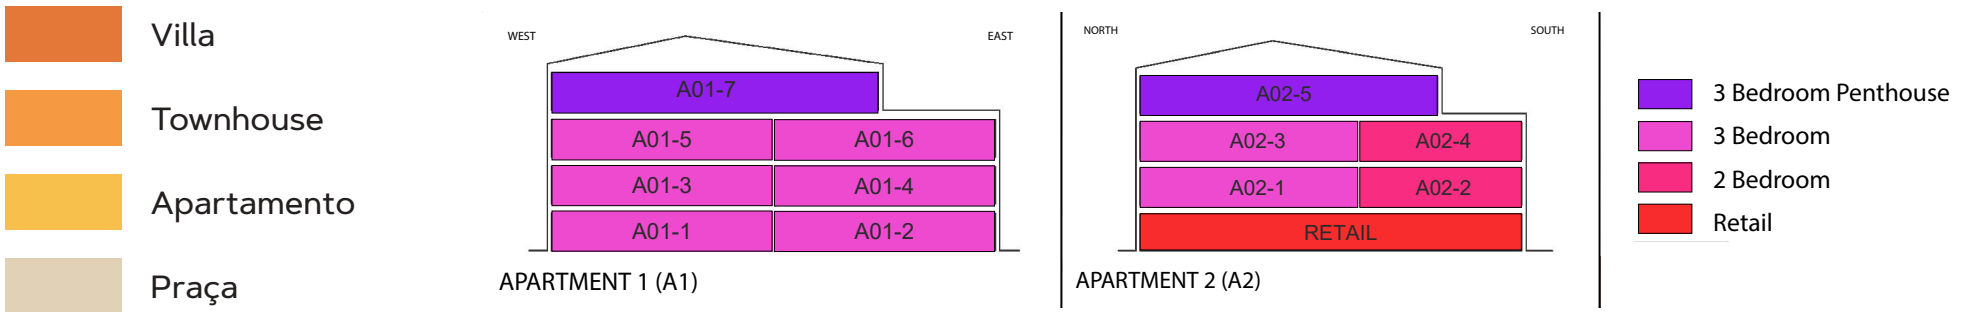 Villa
Townhouse
Apartamento
Praça
WEST
EAST
A01-7
A01-5
A01-6
A01-3
A01-4
A01-1
A01-2
APARTMENT 1 (A1)
NORTH
SOUTH
A02-5
A02-3
A02-4
A02-1
A02-2
RETAIL
APARTMENT 2 (A2)
3 Bedroom Penthouse
3 Bedroom
2 Bedroom
Retail